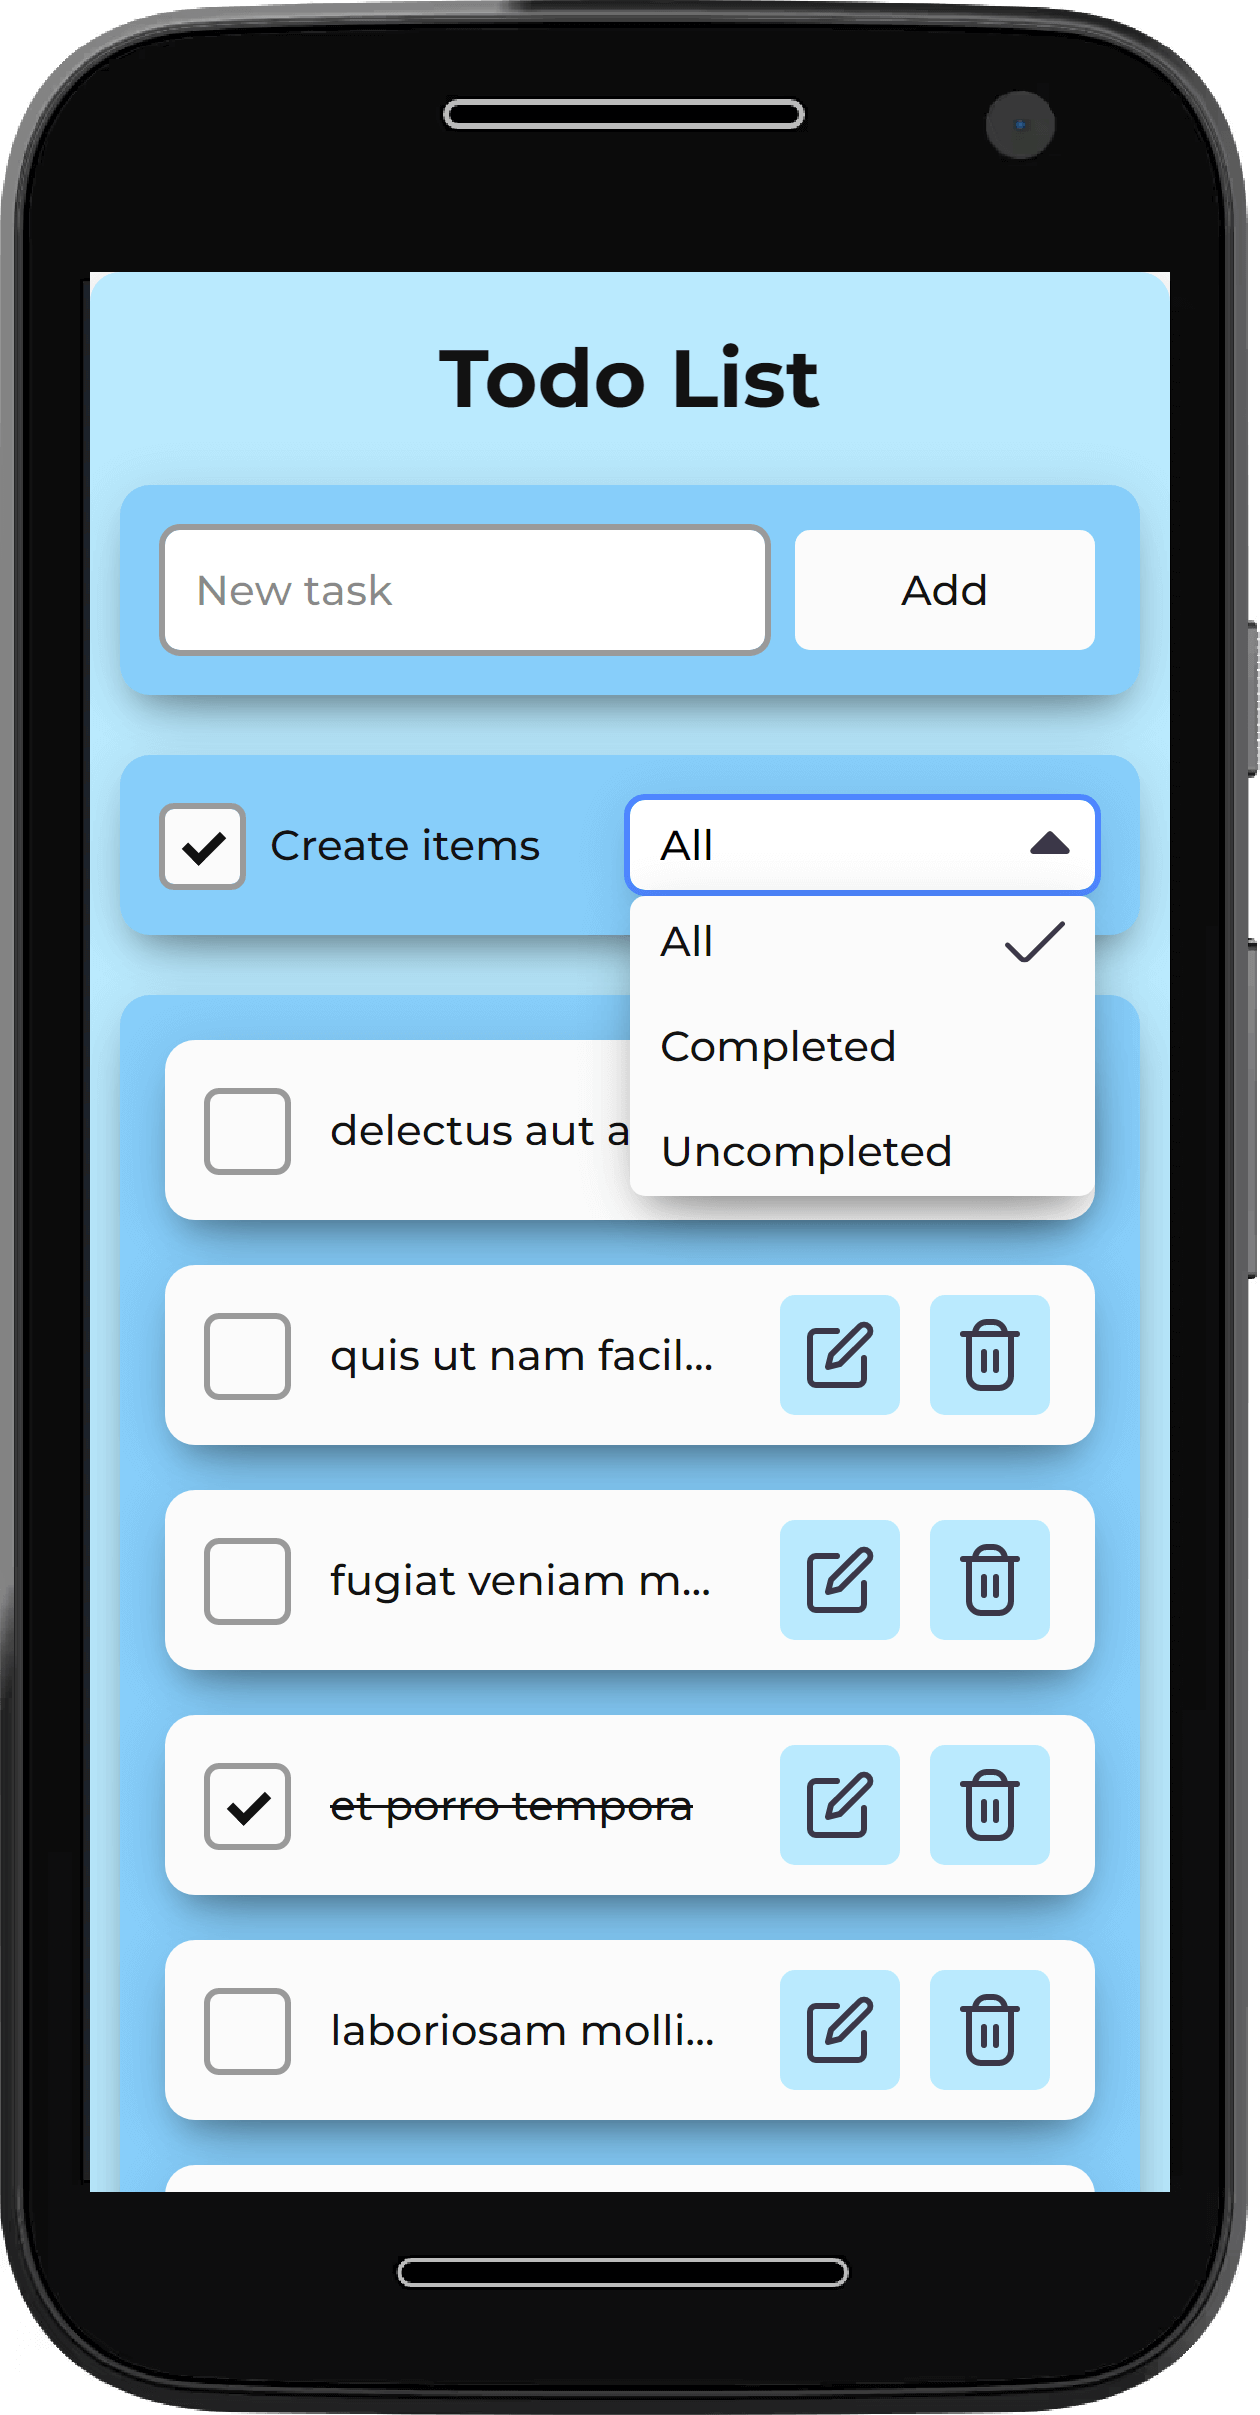 Todo List
New task
Add
Create items
All
All
Completed
Uncompleted
delectus aut a
quis ut nam facil...
fugiat veniam m...
et porro tempora
laboriosam molli...